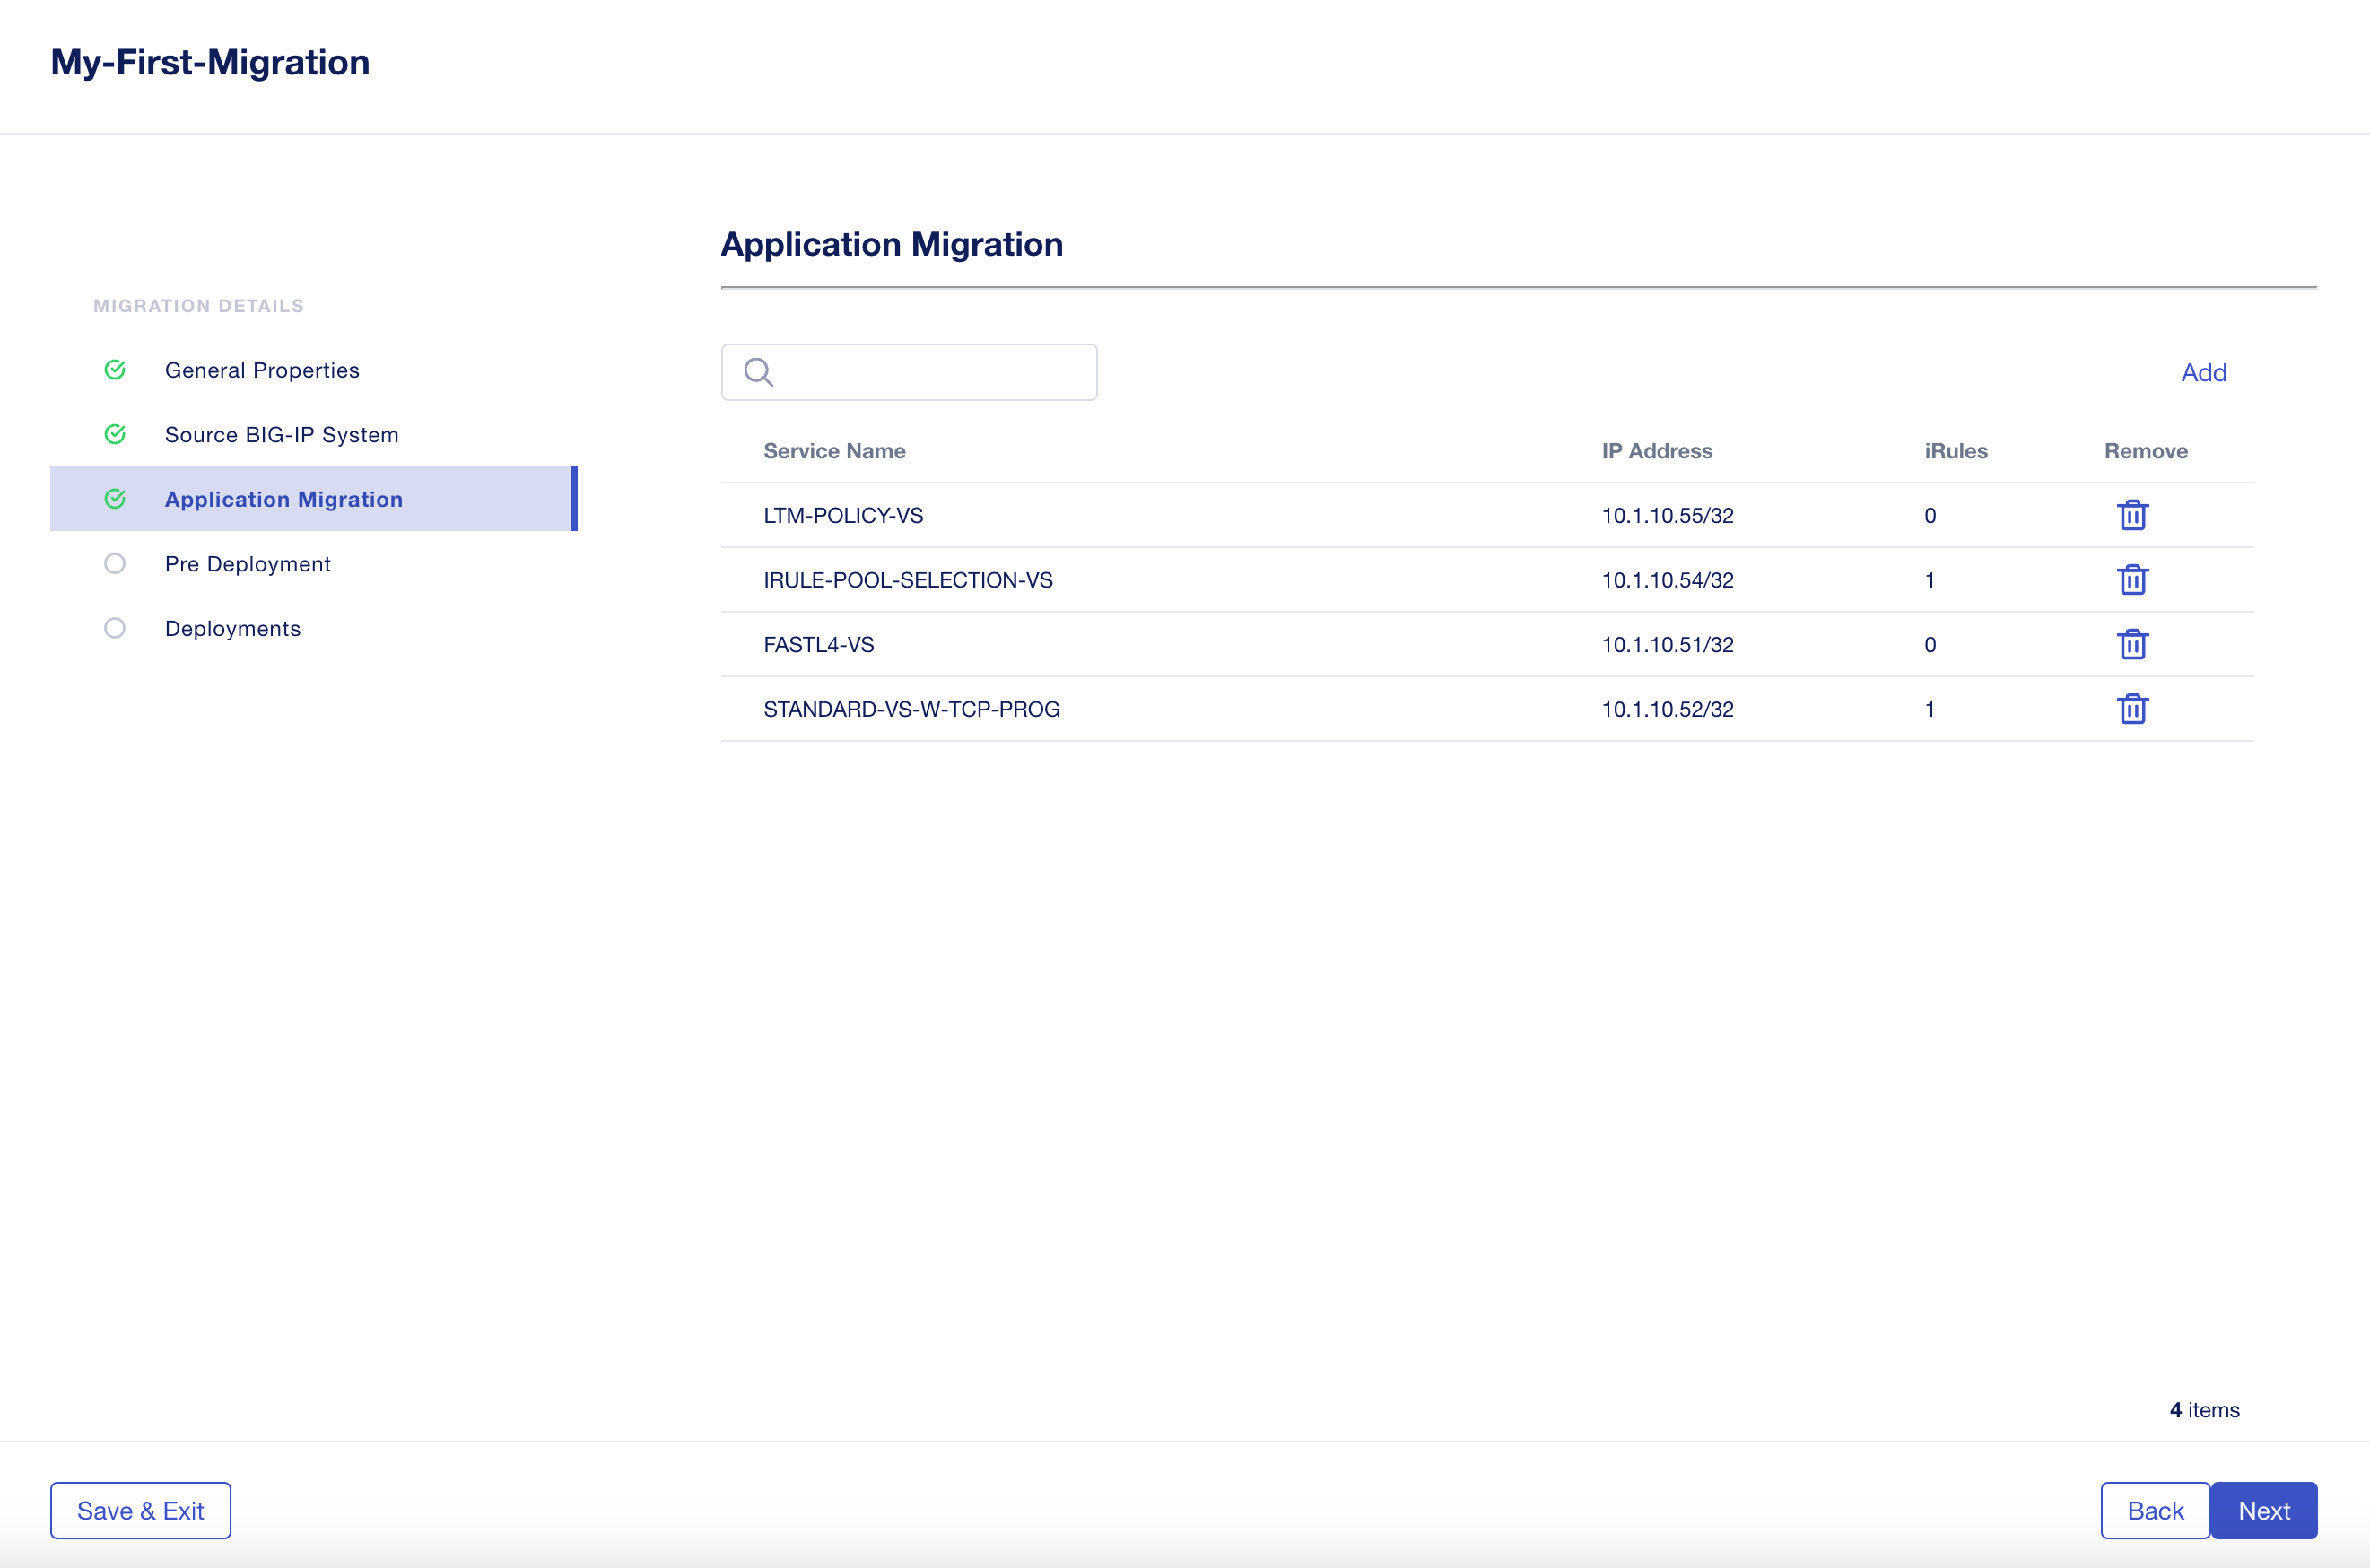 My-First-Migration
MIGRATION DETAILS
General Properties
Source BIG-IP System
Application Migration
Pre Deployment
Deployments
Application Migration
Add
Service Name IP Address iRules Remove
LTM-POLICY-VS 10.1.10.55/32 0
IRULE-POOL-SELECTION-VS 10.1.10.54/32 1
FASTL4-VS 10.1.10.51/32 0
STANDARD-VS-W-TCP-PROG 10.1.10.52/32 1
4 items
Save & Exit Back Next